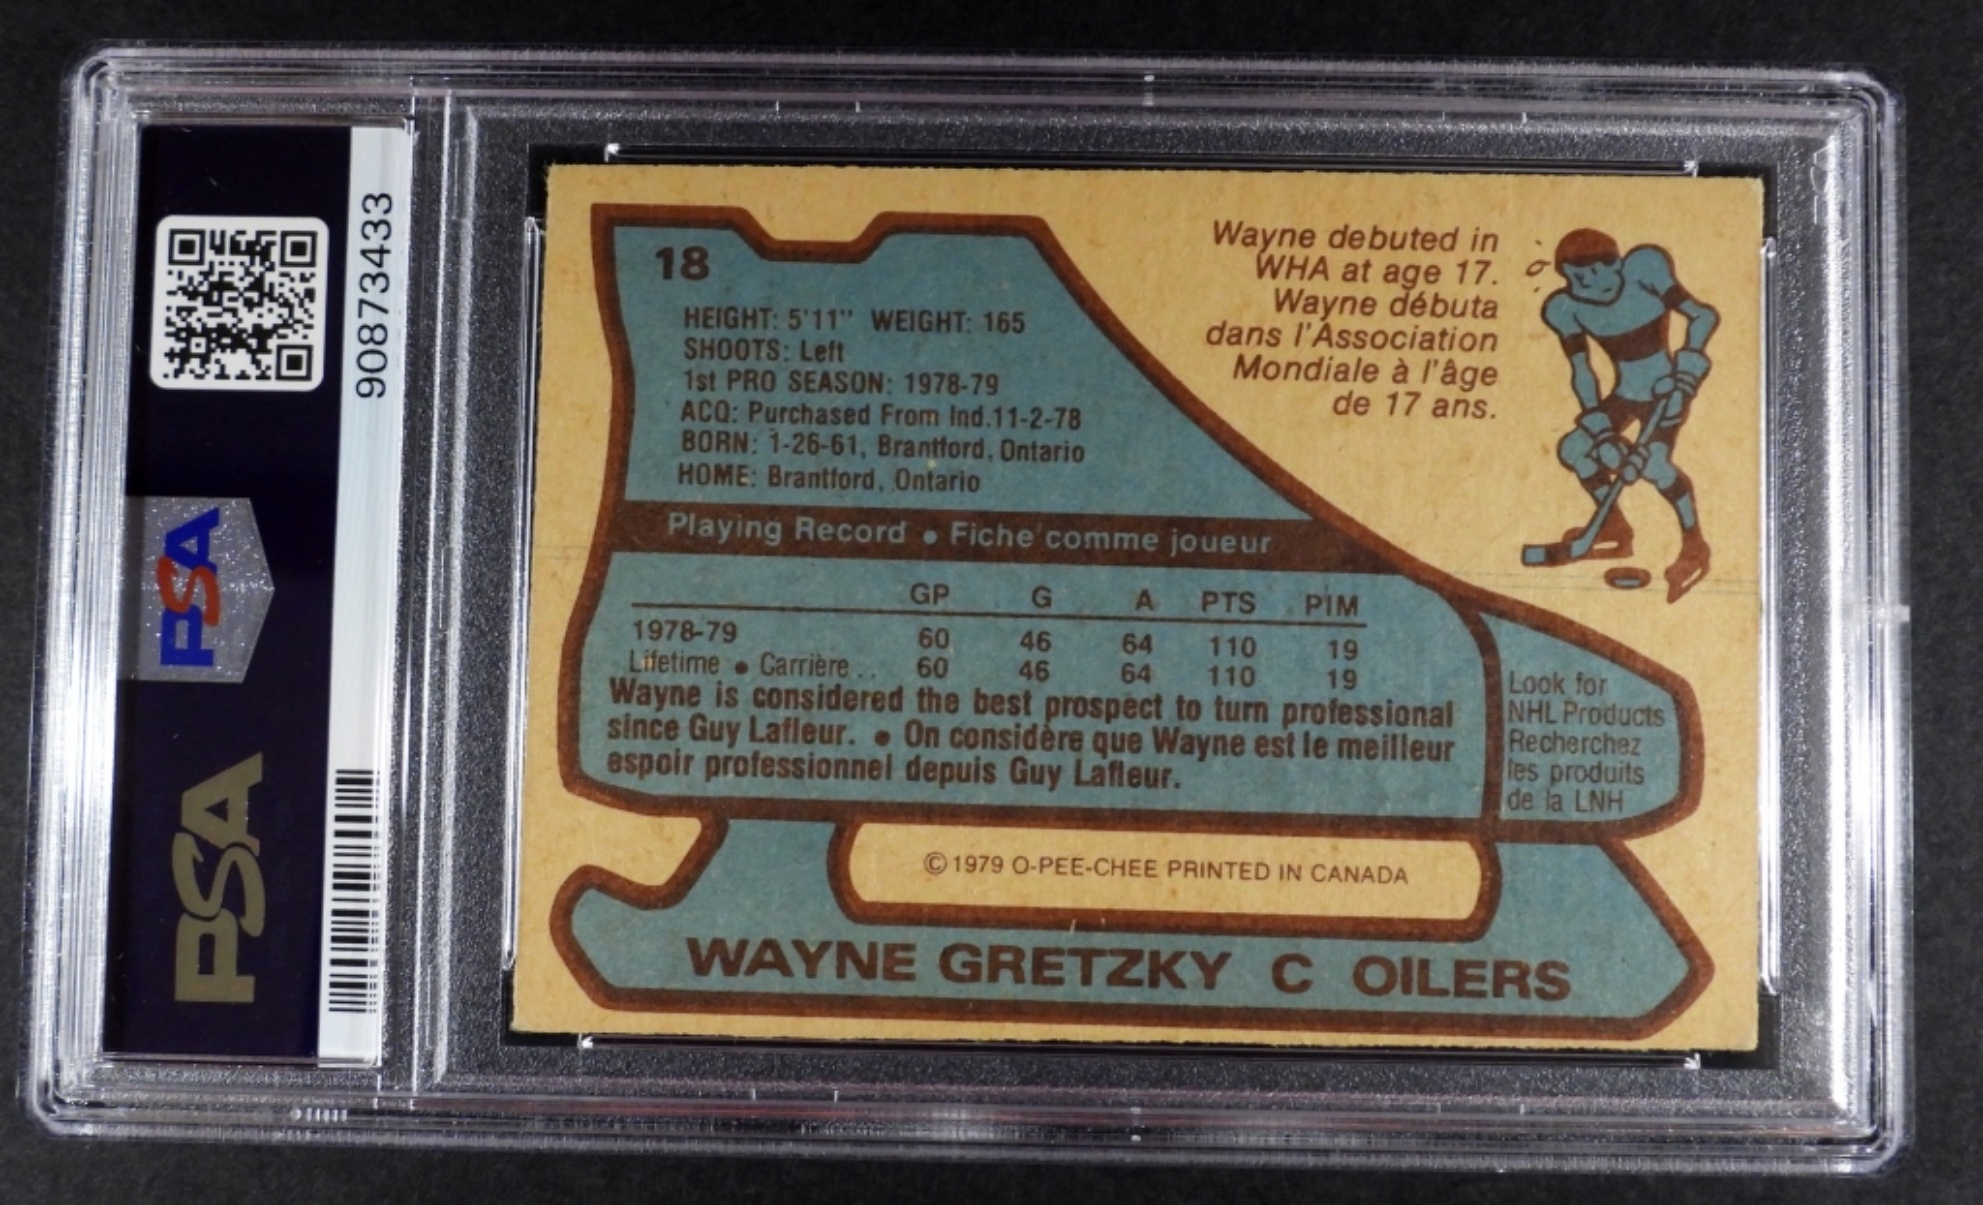 90873433
PSA
PSA
18
HEIGHT: 5'11" WEIGHT: 165
SHOOTS: Left
1st PRO SEASON: 1978-79
ACQ: Purchased From Ind.11-2-78
BORN: 1-26-61, Brantford, Ontario
HOME: Brantford, Ontario
Wayne debuted in
WHA at age 17.
Wayne débuta
dans l'Association
Mondiale à l'âge
de 17 ans.
Playing Record • Fiche comme joueur
GP G A PTS PIM
1978-79 60 46 64 110 19
Lifetime • Carrière .. 60 46 64 110 19
Wayne is considered the best prospect to turn professional
since Guy Lafleur. • On considère que Wayne est le meilleur
espoir professionnel depuis Guy Lafleur.
Look for
NHL Products
Recherchez
les produits
de la LNH
© 1979 O-PEE-CHEE PRINTED IN CANADA
WAYNE GRETZKY C OILERS